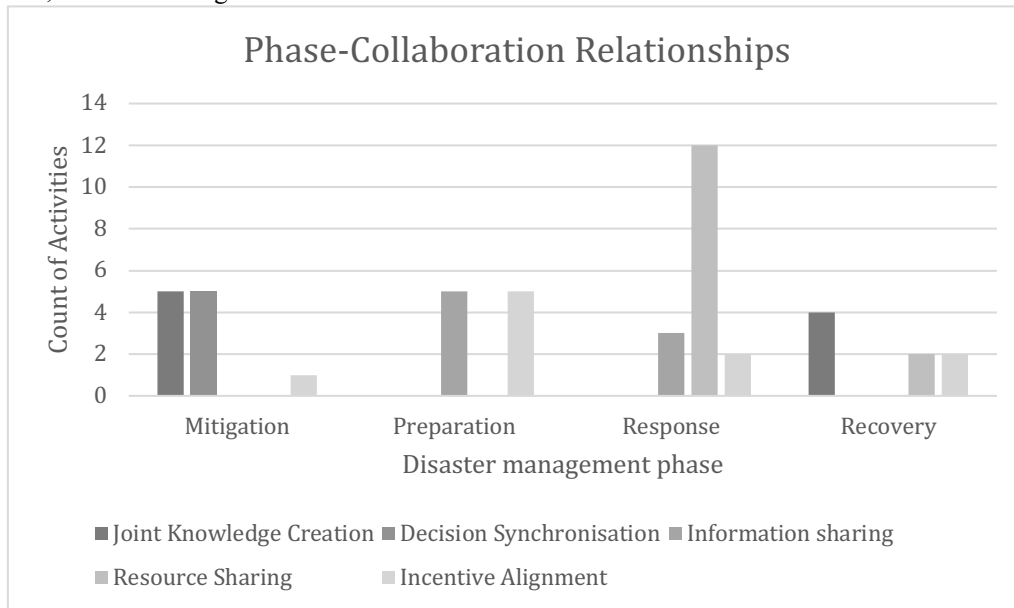 Phase-Collaboration Relationships
14
12
10
8
6
4
2
0
Count of Activities
Mitigation Preparation Response Recovery
Disaster management phase
Joint Knowledge Creation Decision Synchronisation Information sharing
Resource Sharing Incentive Alignment